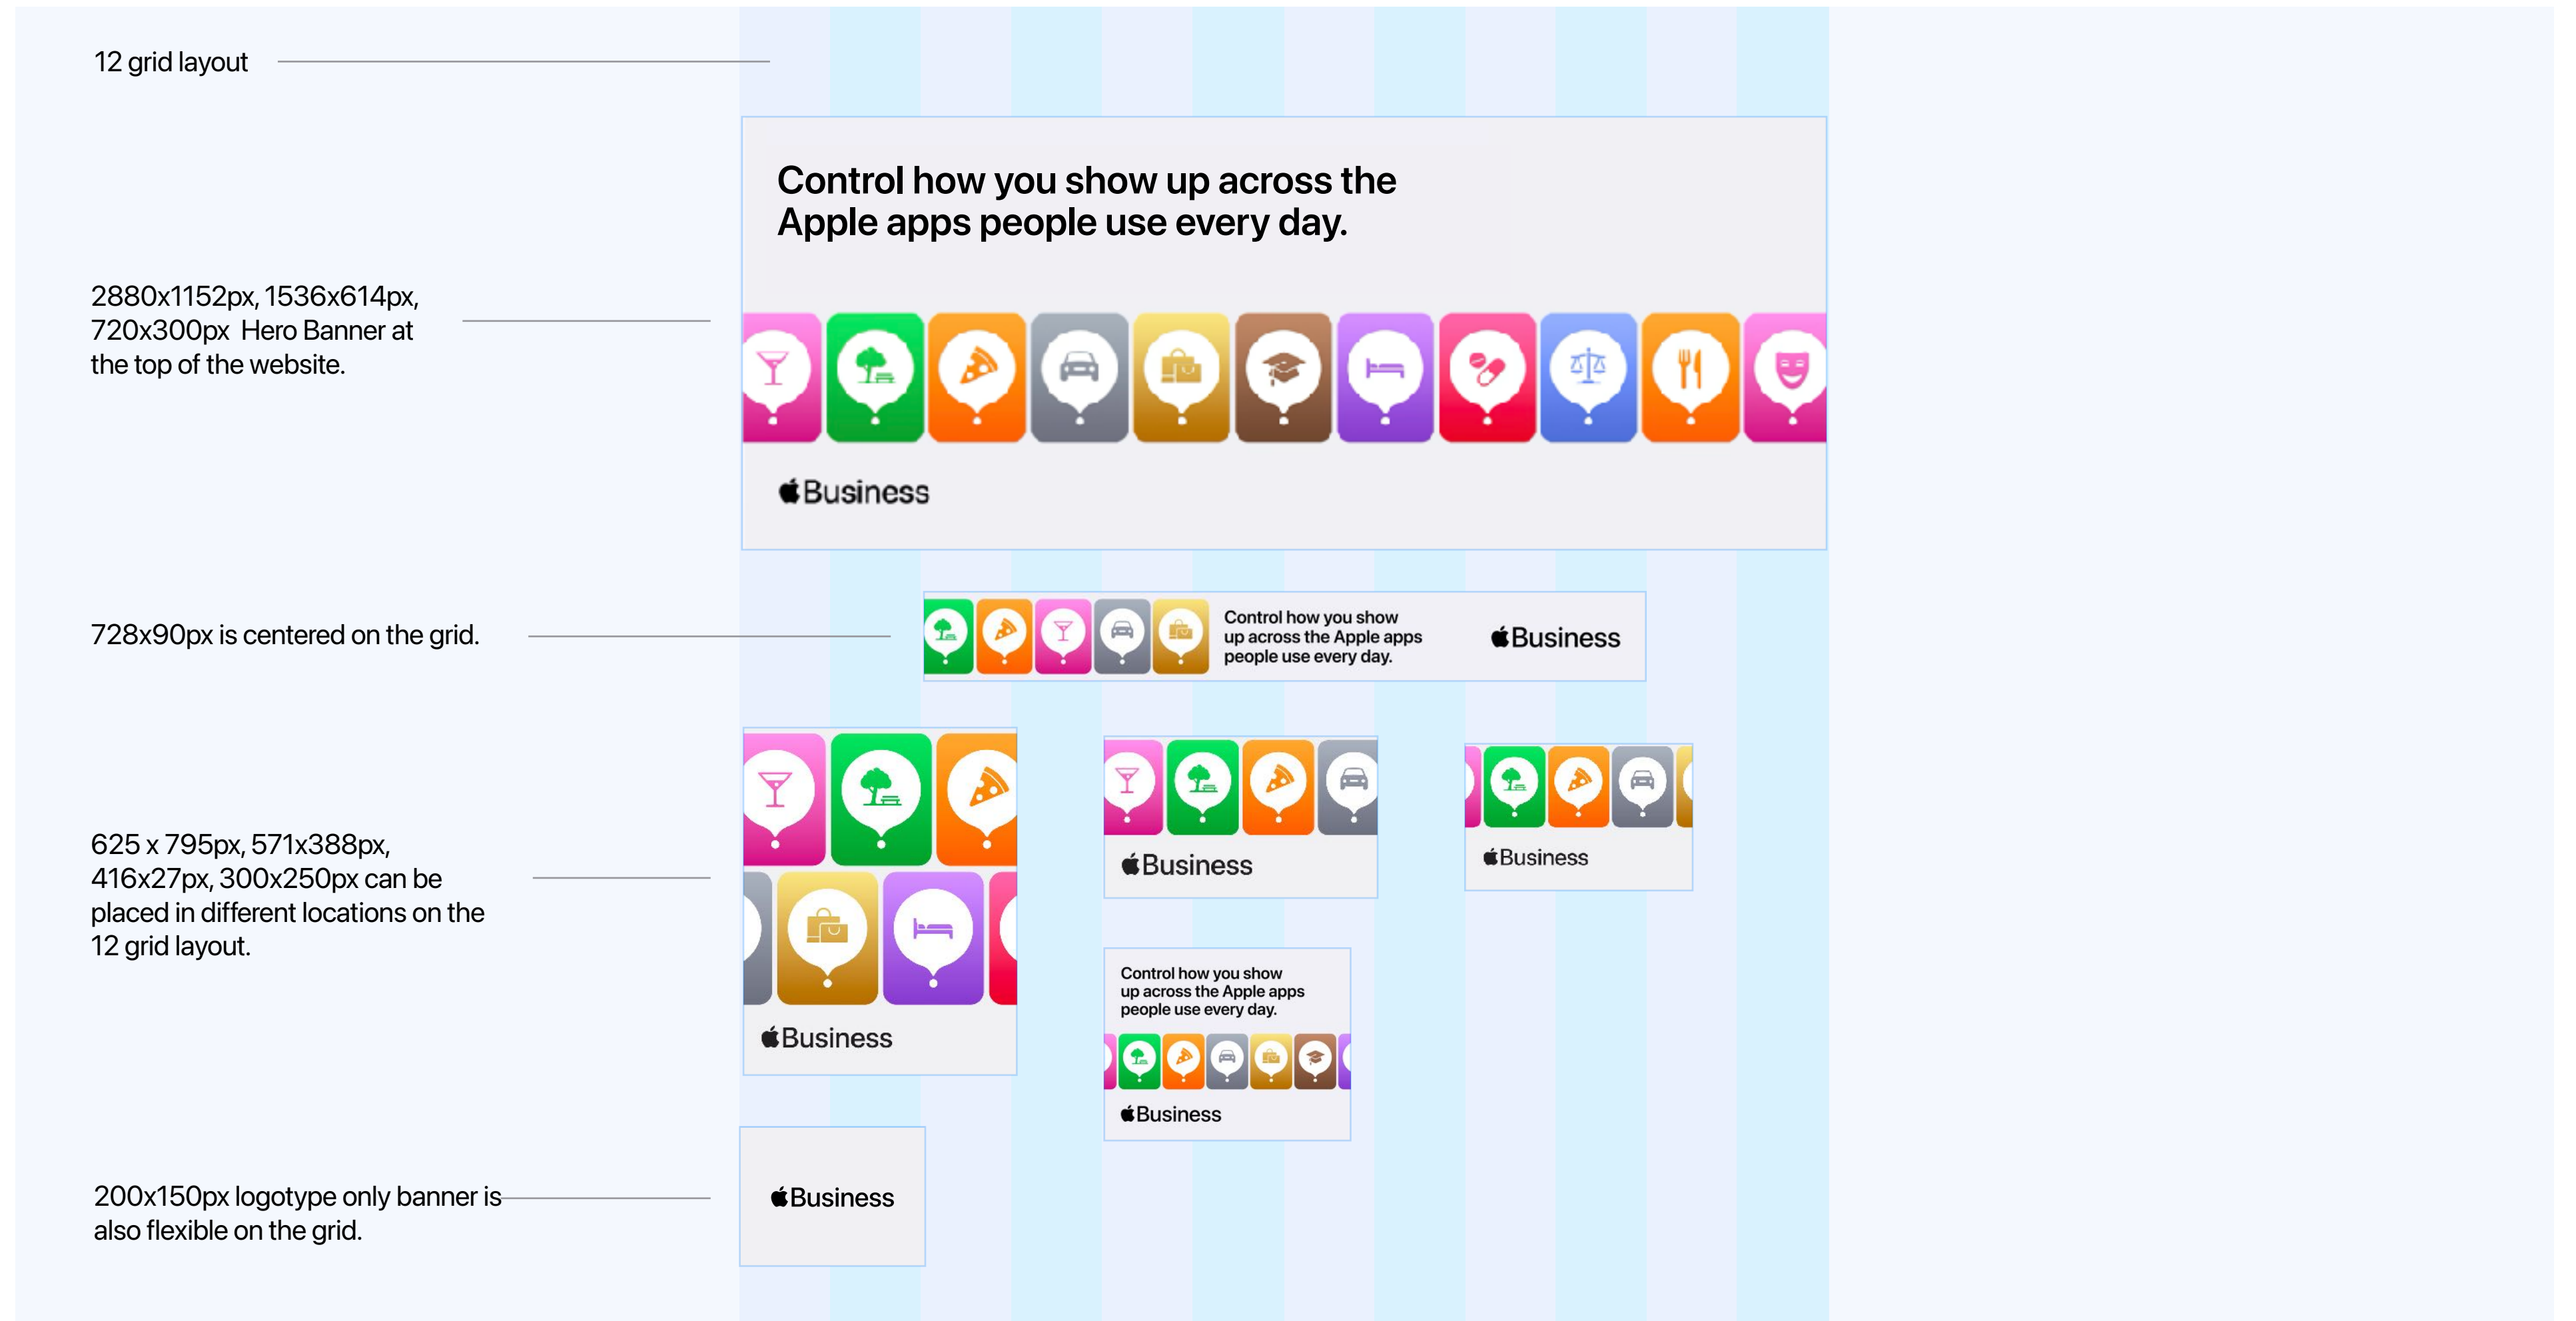 12 grid layout
Control how you show up across the
Apple apps people use every day.
2880x1152px, 1536x614px,
720x300px  Hero Banner at
the top of the website.
Business
728x90px is centered on the grid.
Control how you show
up across the Apple apps
people use every day.
Business
625 x 795px, 571x388px,
416x27px, 300x250px can be
placed in different locations on the
12 grid layout.
Business
Business
Business
Control how you show
up across the Apple apps
people use every day.
Business
200x150px logotype only banner is
also flexible on the grid.
Business